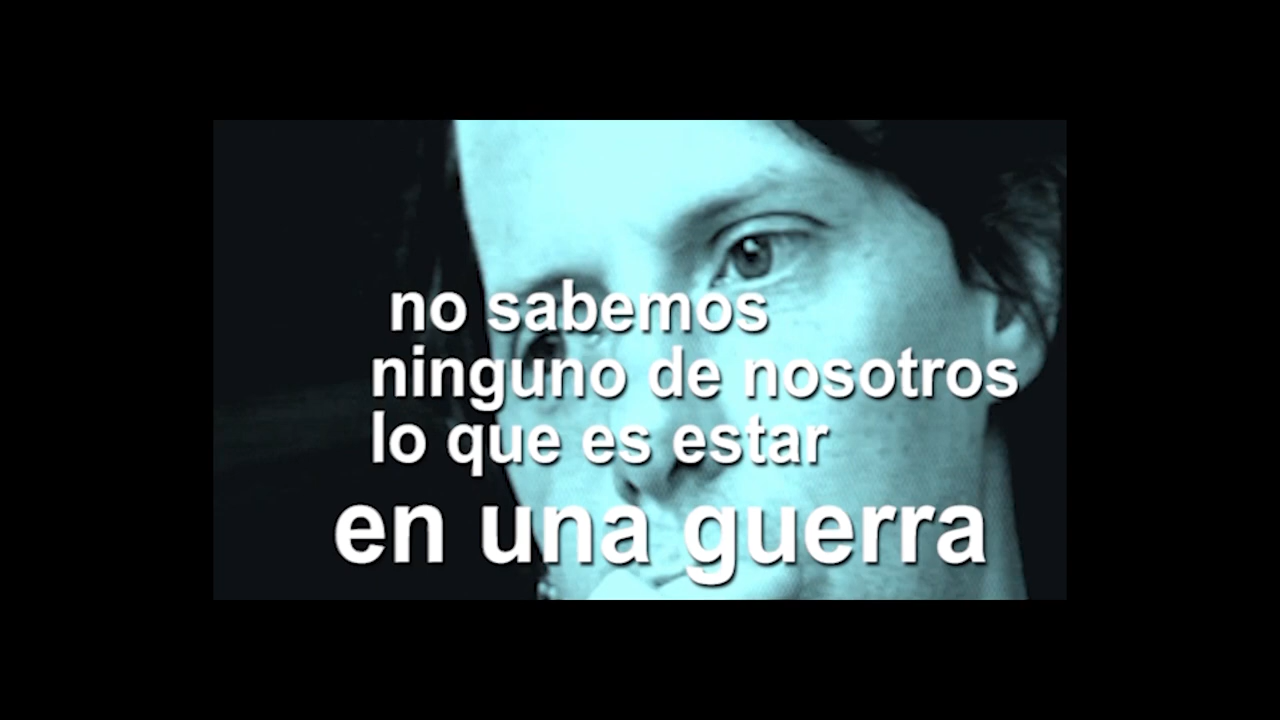 no sabemos
ninguno de nosotros
lo que es estar
en una guerra